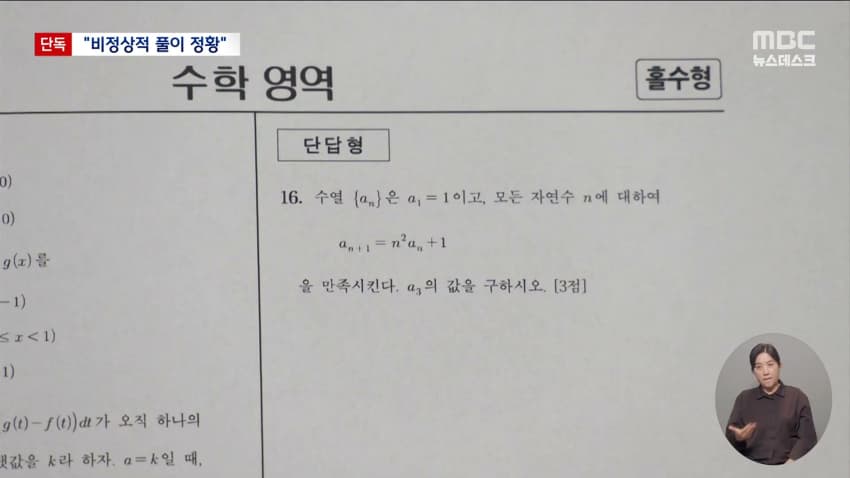 단독 "비정상적 풀이 정황"
MBC
뉴스데스크
수학 영역
홀수형
단답형
0)
0)
g(x)를
-1)
≤ x < 1)
1)
g(t)-f(t))dt가 오직 하나의
댓값을 k라 하자. a=k일 때,
16. 수열 {aₙ}은 a₁=1이고, 모든 자연수 n에 대하여
aₙ₊₁=n²aₙ+1
을 만족시킨다. a₃의 값을 구하시오. [3점]